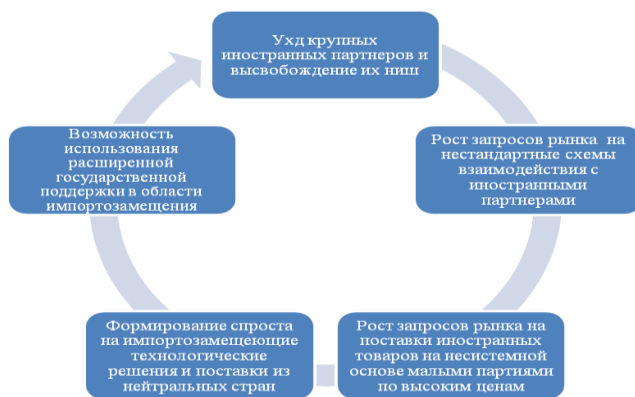 Ухд крупных
иностранных партнеров и
высвобождение их ниш
Рост запросов рынка на
нестандартные схемы
взаимодействия с
иностранными
партнерами
Рост запросов рынка на
поставки иностранных
товаров на несистемной
основе малыми партиями
по высоким ценам
Формирование спроста
на импортозамещеющие
технологические
решения и поставки из
нейтральных стран
Возможность
использования
расширенной
государственной
поддержки в области
импортозамещения